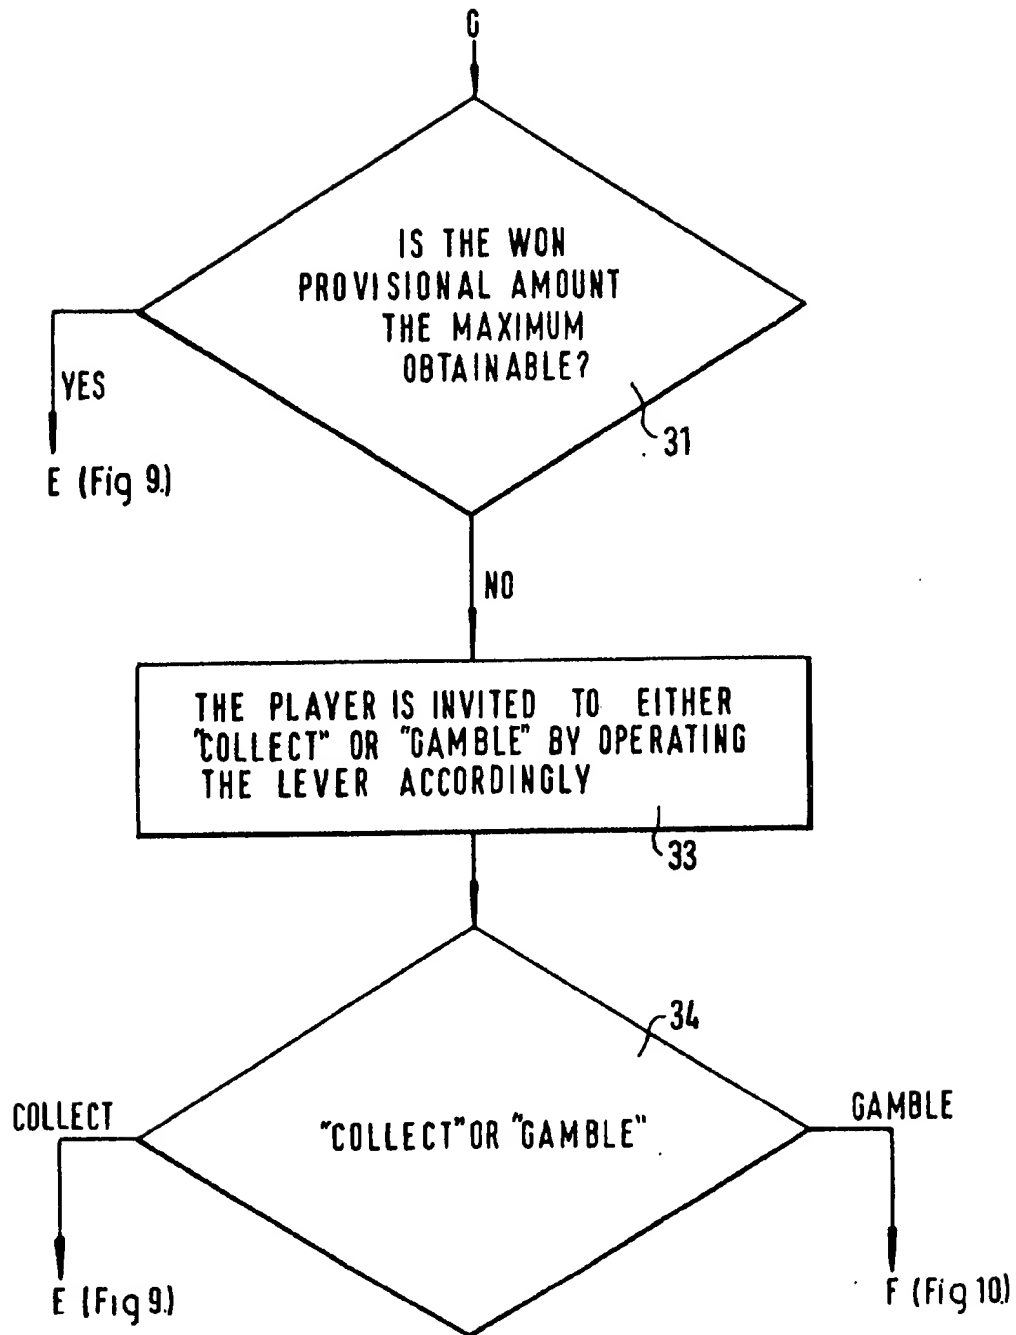 G
IS THE WON
PROVISIONAL AMOUNT
THE MAXIMUM
OBTAINABLE?
31
YES
E (Fig 9.)
NO
THE PLAYER IS INVITED TO EITHER
"COLLECT" OR "GAMBLE" BY OPERATING
THE LEVER ACCORDINGLY
33
34
COLLECT
"COLLECT" OR "GAMBLE"
GAMBLE
E (Fig 9.)
F (Fig 10.)